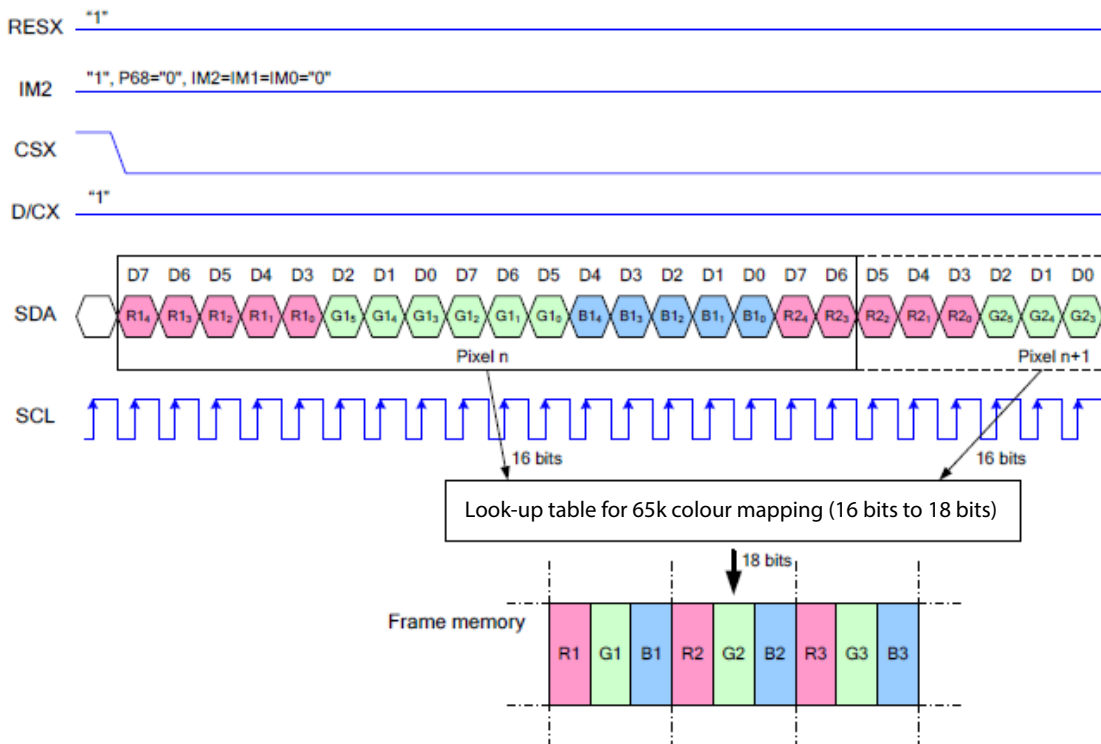 RESX "1"
IM2 "1", P68="0", IM2=IM1=IM0="0"
CSX
D/CX "1"
D7 D6 D5 D4 D3 D2 D1 D0 D7 D6 D5 D4 D3 D2 D1 D0 D7 D6 D5 D4 D3 D2 D1 D0
SDA R14 R13 R12 R11 R10 G15 G14 G13 G12 G11 G10 B14 B13 B12 B11 B10 R24 R23 R22 R21 R20 G25 G24 G23
Pixel n Pixel n+1
SCL
16 bits 16 bits
Look-up table for 65k colour mapping (16 bits to 18 bits)
18 bits
Frame memory
R1 G1 B1 R2 G2 B2 R3 G3 B3